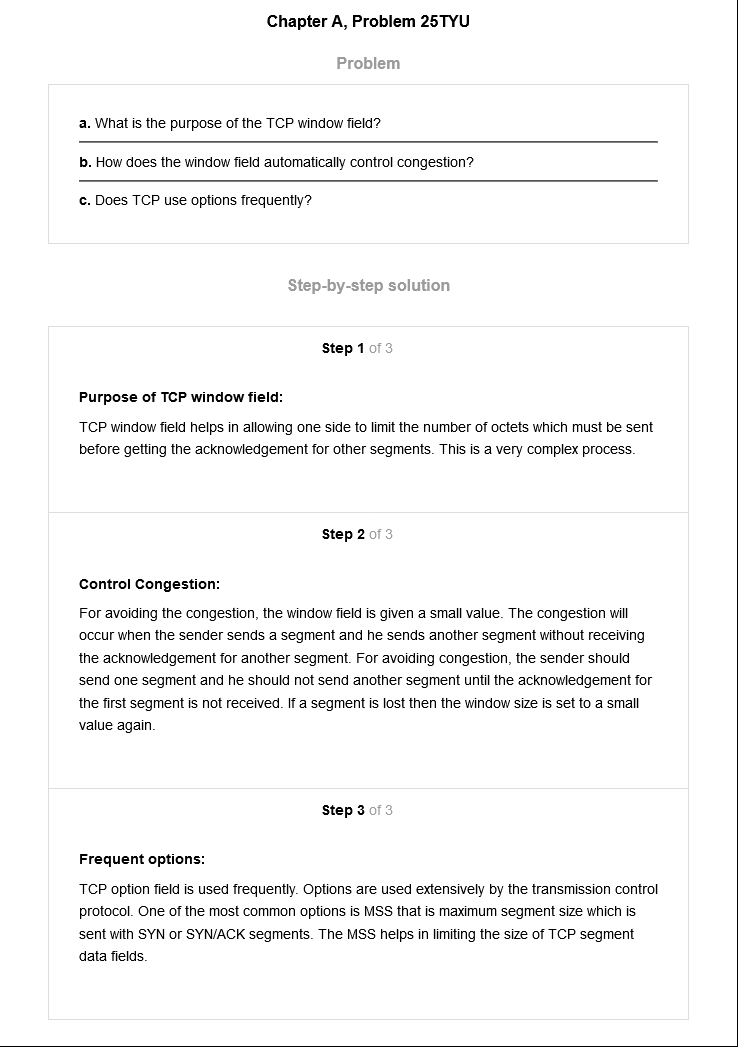 Chapter A, Problem 25TYU
Problem
a. What is the purpose of the TCP window field?
b. How does the window field automatically control congestion?
c. Does TCP use options frequently?
Step-by-step solution
Step 1 of 3
Purpose of TCP window field:
TCP window field helps in allowing one side to limit the number of octets which must be sent
before getting the acknowledgement for other segments. This is a very complex process.
Step 2 of 3
Control Congestion:
For avoiding the congestion, the window field is given a small value. The congestion will
occur when the sender sends a segment and he sends another segment without receiving
the acknowledgement for another segment. For avoiding congestion, the sender should
send one segment and he should not send another segment until the acknowledgement for
the first segment is not received. If a segment is lost then the window size is set to a small
value again.
Step 3 of 3
Frequent options:
TCP option field is used frequently. Options are used extensively by the transmission control
protocol. One of the most common options is MSS that is maximum segment size which is
sent with SYN or SYN/ACK segments. The MSS helps in limiting the size of TCP segment
data fields.